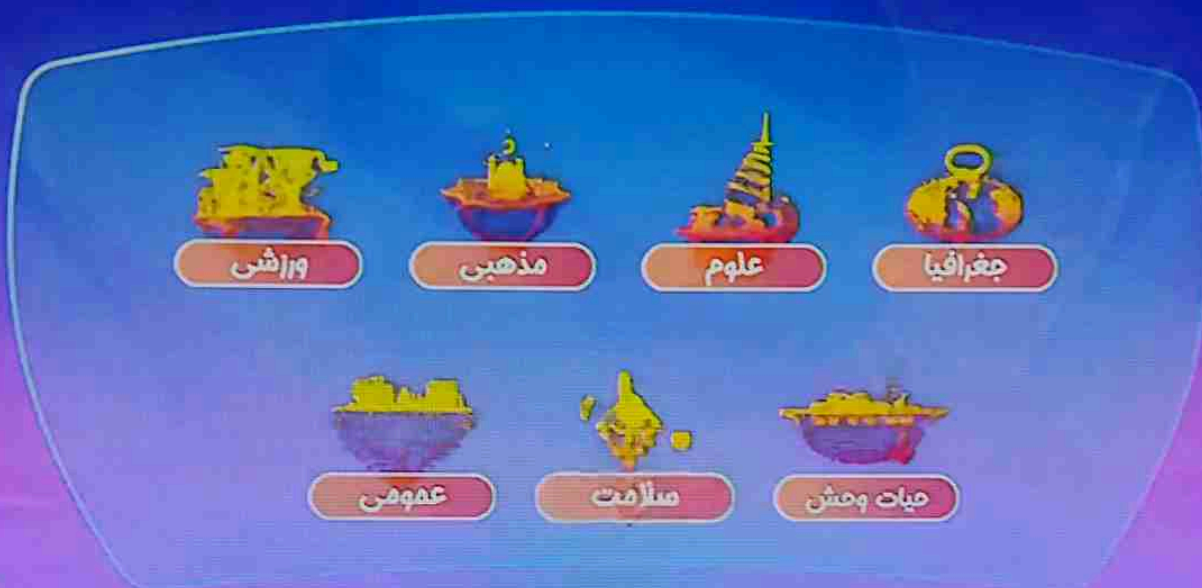 جغرافیا
علوم
مذهبی
ورزشی
حیات وحش
سلامت
عمومی